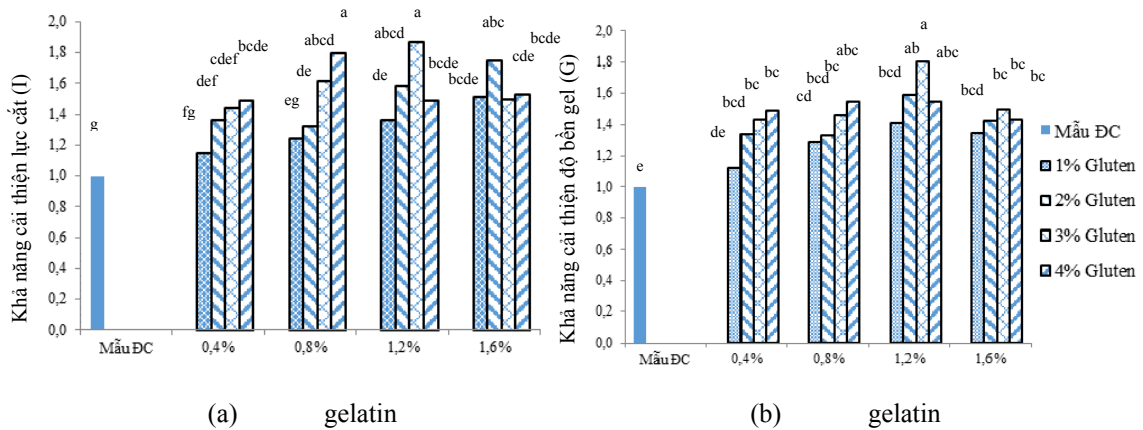 Khả năng cải thiện lực cắt (I)
2,0
1,8
1,6
1,4
1,2
1,0
0,8
0,6
0,4
0,2
0,0
g
fg
def
cdef
bcde
eg
de
abcd
a
de
abcd
a
bcde
bcde
abc
cde
bcde
Mẫu ĐC
0,4%
0,8%
1,2%
1,6%
(a) gelatin
Khả năng cải thiện độ bền gel (G)
2,0
1,8
1,6
1,4
1,2
1,0
0,8
0,6
0,4
0,2
0,0
e
de
bcd
bc
bc
cd
bcd
bc
abc
bcd
ab
a
abc
bcd
bc
bc
bc
Mẫu ĐC
0,4%
0,8%
1,2%
1,6%
(b) gelatin
Mẫu ĐC
1% Gluten
2% Gluten
3% Gluten
4% Gluten